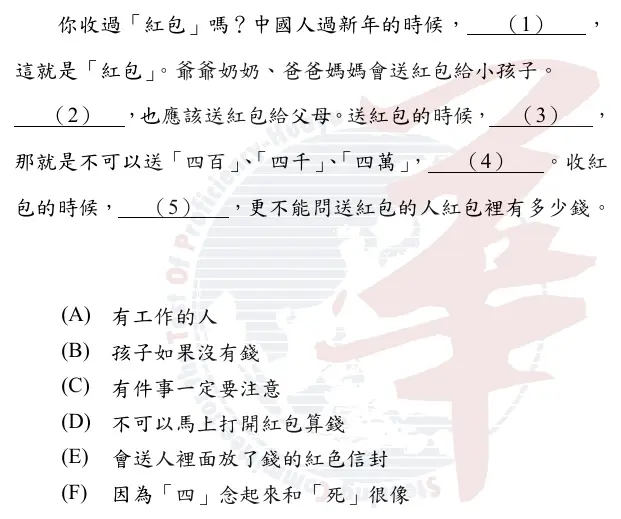 你收過「紅包」嗎？中國人過新年的時候，（1），
這就是「紅包」。爺爺奶奶、爸爸媽媽會送紅包給小孩子。
（2），也應該送紅包給父母。送紅包的時候，（3），
那就是不可以送「四百」、「四千」、「四萬」，（4）。收紅
包的時候，（5），更不能問送紅包的人紅包裡有多少錢。
(A) 有工作的人
(B) 孩子如果沒有錢
(C) 有件事一定要注意
(D) 不可以馬上打開紅包算錢
(E) 會送人裡面放了錢的紅色信封
(F) 因為「四」念起來和「死」很像